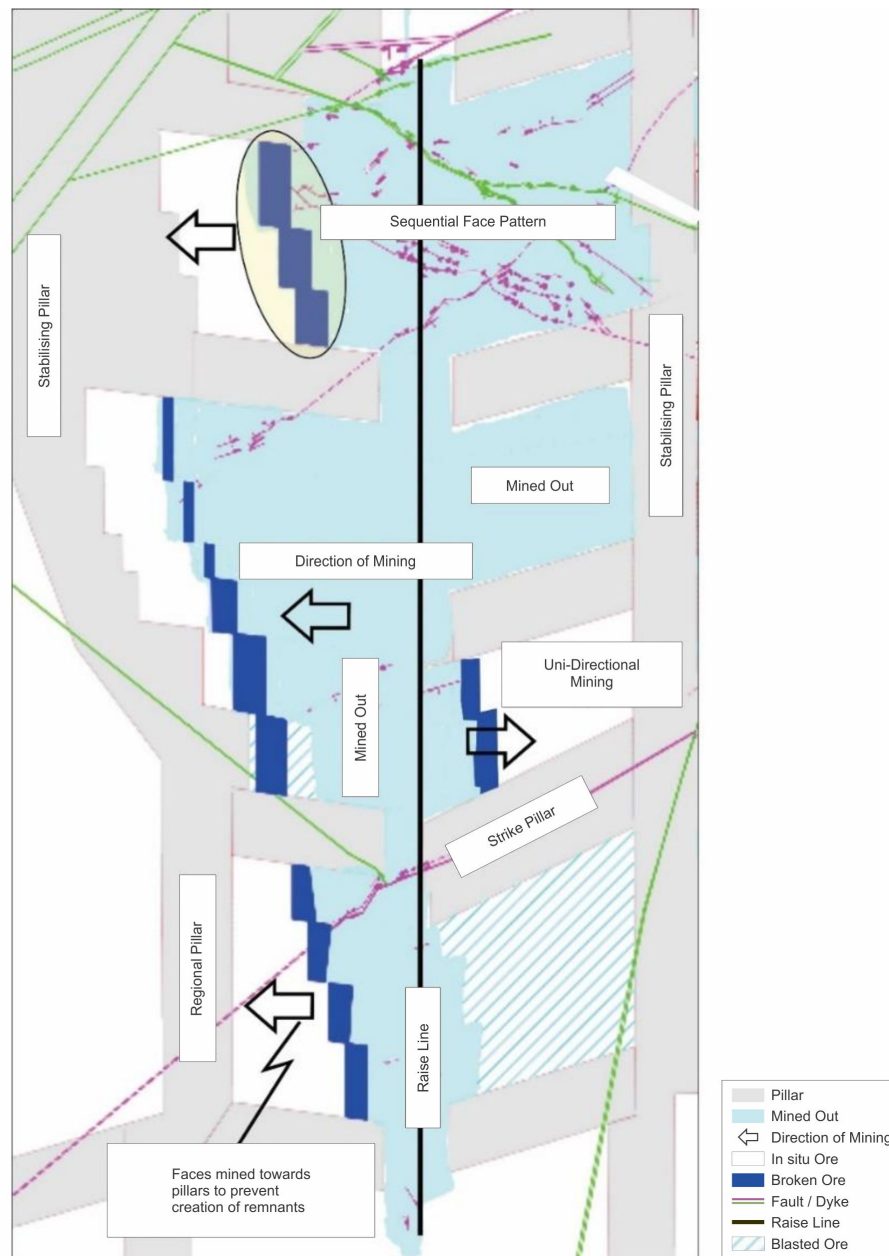 Sequential Face Pattern
Stabilising Pillar
Stabilising Pillar
Mined Out
Direction of Mining
Uni-Directional
Mining
Mined Out
Strike Pillar
Regional Pillar
Raise Line
Faces mined towards
pillars to prevent
creation of remnants
Pillar
Mined Out
Direction of Mining
In situ Ore
Broken Ore
Fault / Dyke
Raise Line
Blasted Ore